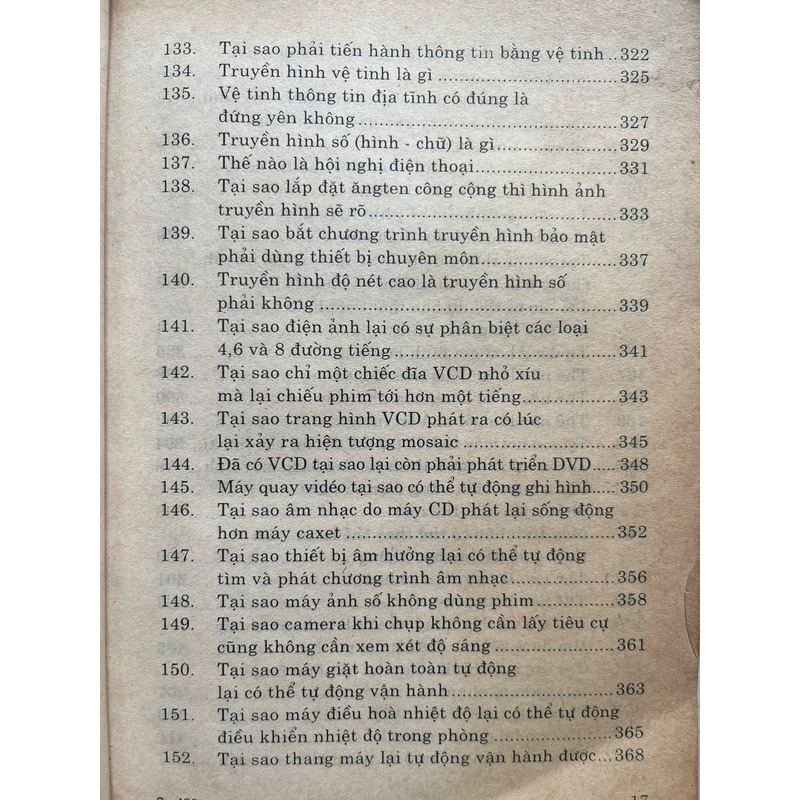 133. Tại sao phải tiến hành thông tin bằng vệ tinh ..322
134. Truyền hình vệ tinh là gì ..............................325
135. Vệ tinh thông tin địa tĩnh có đúng là
đứng yên không .............................................327
136. Truyền hình số (hình - chữ) là gì.....................329
137. Thế nào là hội nghị điện thoại........................331
138. Tại sao lắp đặt ăngten công cộng thì hình ảnh
truyền hình sẽ rõ.............................................333
139. Tại sao bắt chương trình truyền hình bảo mật
phải dùng thiết bị chuyên môn........................337
140. Truyền hình độ nét cao là truyền hình số
phải không ....................................................339
141. Tại sao điện ảnh lại có sự phân biệt các loại
4,6 và 8 đường tiếng.......................................341
142. Tại sao chỉ một chiếc đĩa VCD nhỏ xíu
mà lại chiếu phim tới hơn một tiếng.................343
143. Tại sao trang hình VCD phát ra có lúc
lại xảy ra hiện tượng mosaic ...........................345
144. Đã có VCD tại sao lại còn phải phát triển DVD.....348
145. Máy quay vidéo tại sao có thể tự động ghi hình.....350
146. Tại sao âm nhạc do máy CD phát lại sống động
hơn máy caxet ...............................................352
147. Tại sao thiết bị âm hưởng lại có thể tự động
tìm và phát chương trình âm nhạc...................356
148. Tại sao máy ảnh số không dùng phim ...............358
149. Tại sao camera khi chụp không cần lấy tiêu cự
cũng không cần xem xét độ sáng .....................361
150. Tại sao máy giặt hoàn toàn tự động
lại có thể tự động vận hành.............................363
151. Tại sao máy điều hoà nhiệt độ lại có thể tự động
điều khiển nhiệt độ trong phòng .....................365
152. Tại sao thang máy lại tự động vận hành được...368
17